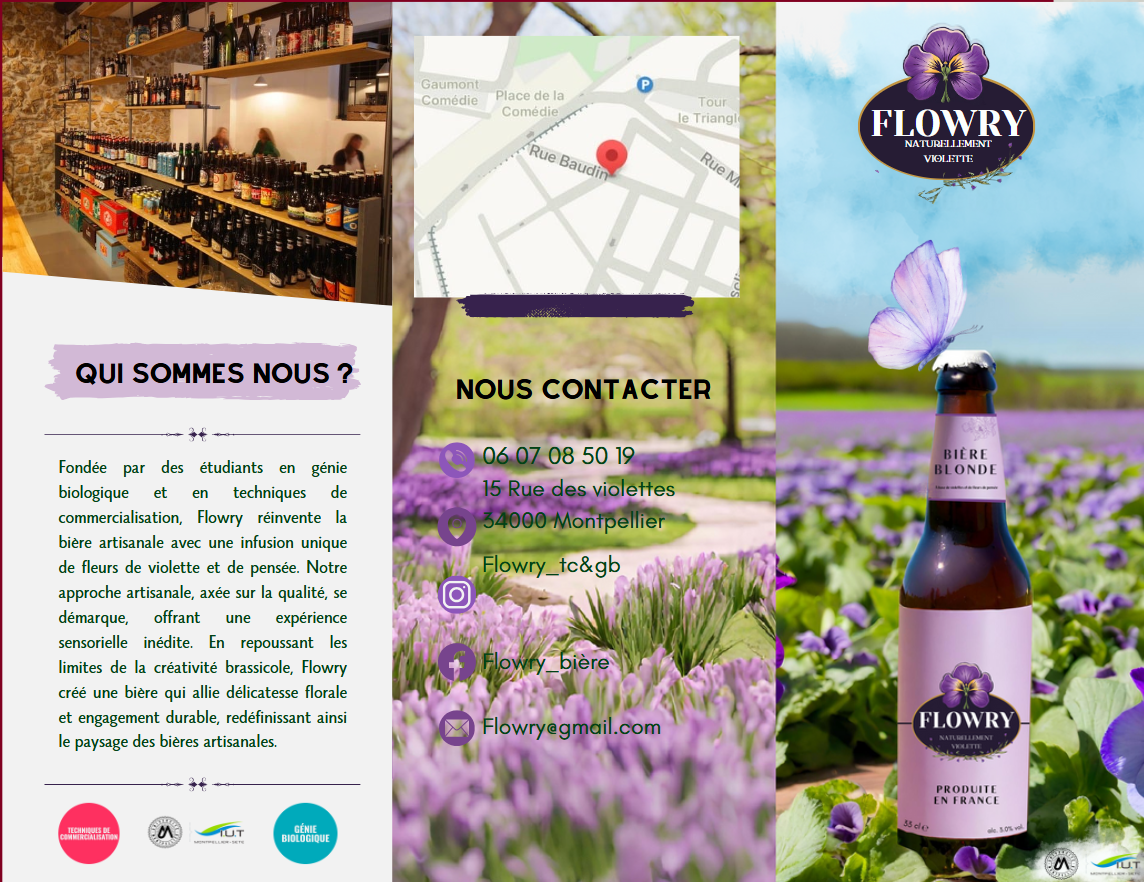 QUI SOMMES NOUS ?
Fondée par des étudiants en génie
biologique et en techniques de
commercialisation, Flowry réinvente la
bière artisanale avec une infusion unique
de fleurs de violette et de pensée. Notre
approche artisanale, axée sur la qualité, se
démarque, offrant une expérience
sensorielle inédite. En repoussant les
limites de la créativité brassicole, Flowry
créé une bière qui allie délicatesse florale
et engagement durable, redéfinissant ainsi
le paysage des bières artisanales.
TECHNIQUES DE
COMMERCIALISATION
I.U.T
MONTPELLIER-SETE
GÉNIE
BIOLOGIQUE
Gaumont
Comédie
Place de la
Comédie
P
Tour
le Triangle
Rue Baudin
Rue M
NOUS CONTACTER
06 07 08 50 19
15 Rue des violettes
34000 Montpellier
Flowry_tc&gb
Flowry_bière
Flowry@gmail.com
FLOWRY
NATURELLEMENT
VIOLETTE
BIÈRE
BLONDE
FLOWRY
NATURELLEMENT
VIOLETTE
PRODUITE
EN FRANCE
33 cl e
alc. 5.0% vol.
I.U.T
MONTPELLIER-SETE